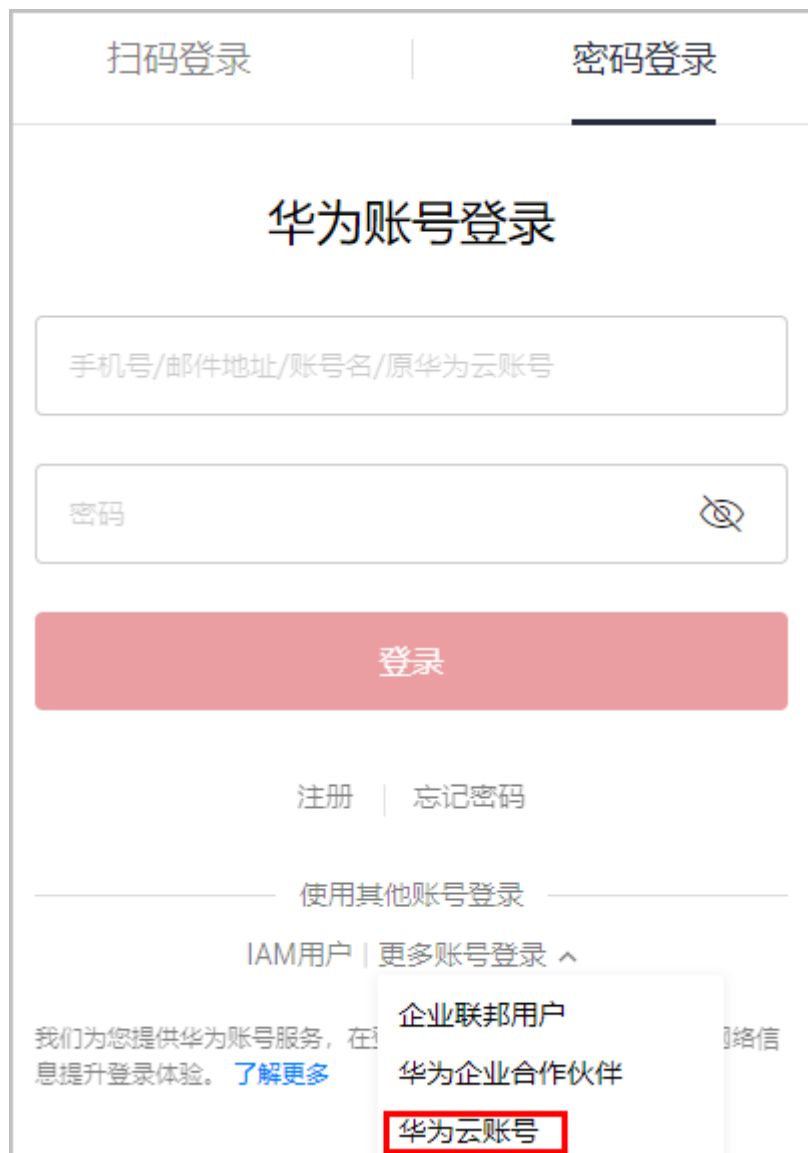 扫码登录
密码登录
华为账号登录
手机号/邮件地址/账号名/原华为云账号
密码
登录
注册 | 忘记密码
使用其他账号登录
IAM用户 | 更多账号登录
企业联邦用户
我们为您提供华为账号服务，在
网络信
息提升登录体验。 了解更多
华为企业合作伙伴
华为云账号